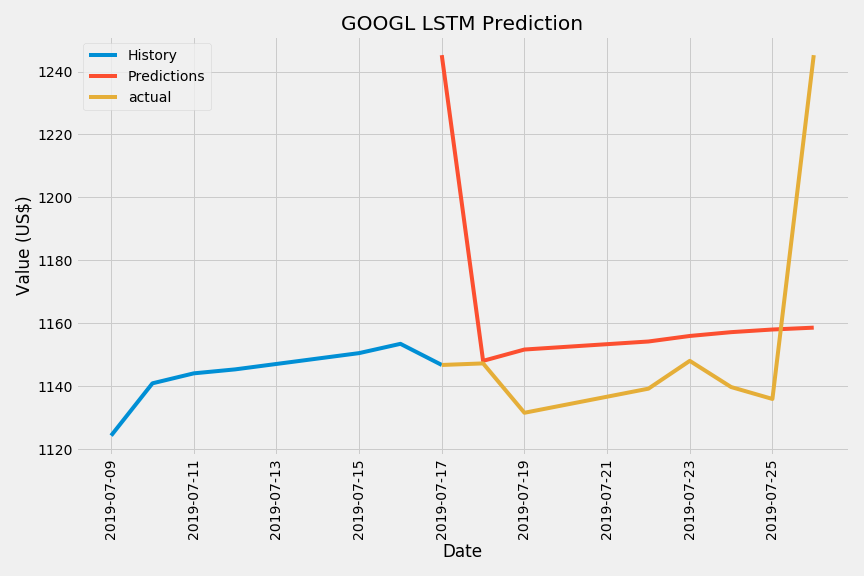 GOOGL LSTM Prediction
History
Predictions
actual
1240
1220
1200
1180
1160
1140
1120
Value (US$)
2019-07-09
2019-07-11
2019-07-13
2019-07-15
2019-07-17
2019-07-19
2019-07-21
2019-07-23
2019-07-25
Date